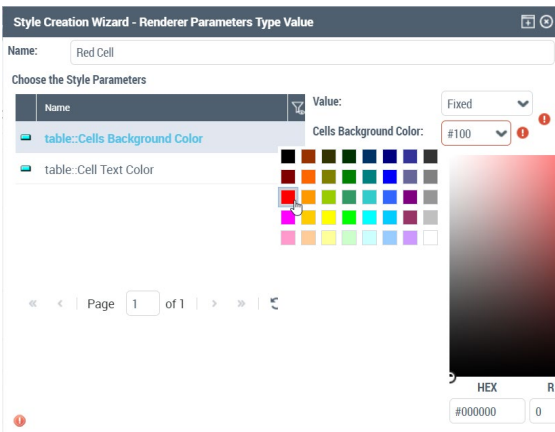 Style Creation Wizard - Renderer Parameters Type Value
Name: Red Cell
Choose the Style Parameters
Name
Value: Fixed
table::Cells Background Color
Cells Background Color: #100
table::Cell Text Color
Page 1 of 1
HEX R
#000000 0